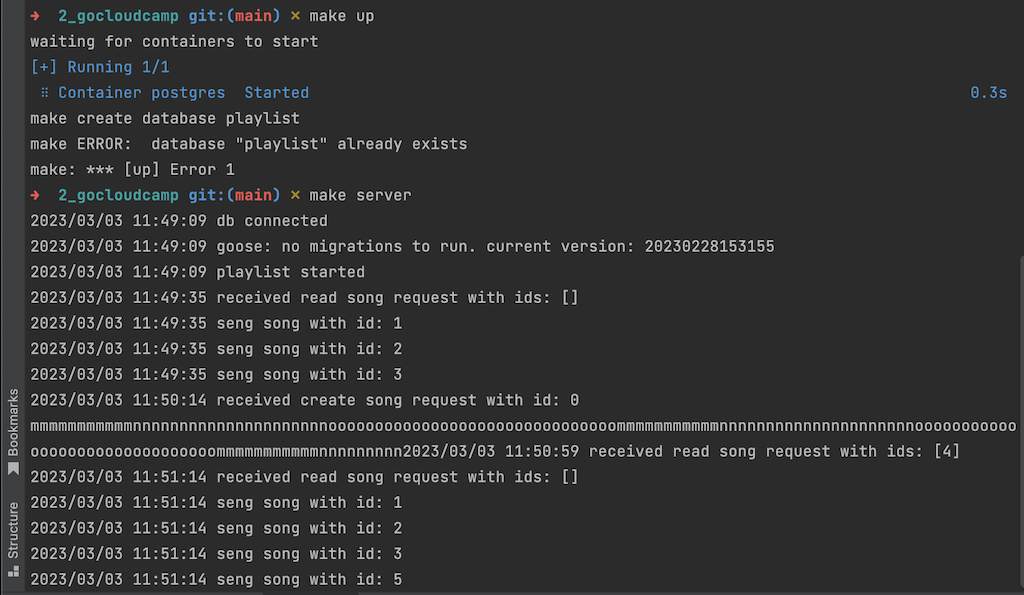 ➜  2_gocloudcamp git:(main) ✗ make up
waiting for containers to start
[+] Running 1/1
 ⠿ Container postgres  Started 0.3s
make create database playlist
make ERROR:  database "playlist" already exists
make: *** [up] Error 1
➜  2_gocloudcamp git:(main) ✗ make server
2023/03/03 11:49:09 db connected
2023/03/03 11:49:09 goose: no migrations to run. current version: 20230228153155
2023/03/03 11:49:09 playlist started
2023/03/03 11:49:35 received read song request with ids: []
2023/03/03 11:49:35 seng song with id: 1
2023/03/03 11:49:35 seng song with id: 2
2023/03/03 11:49:35 seng song with id: 3
2023/03/03 11:50:14 received create song request with id: 0
mmmmmmmmmmmnnnnnnnnnnnnnnnnnnnnnooooooooooooooooooooooooooooooommmmmmmmmmmnnnnnnnnnnnnnnnnnnnnnooooooooooo
oooooooooooooooooooommmmmmmmmmmnnnnnnnnn2023/03/03 11:50:59 received read song request with ids: [4]
2023/03/03 11:51:14 received read song request with ids: []
2023/03/03 11:51:14 seng song with id: 1
2023/03/03 11:51:14 seng song with id: 2
2023/03/03 11:51:14 seng song with id: 3
2023/03/03 11:51:14 seng song with id: 5
Bookmarks
Structure